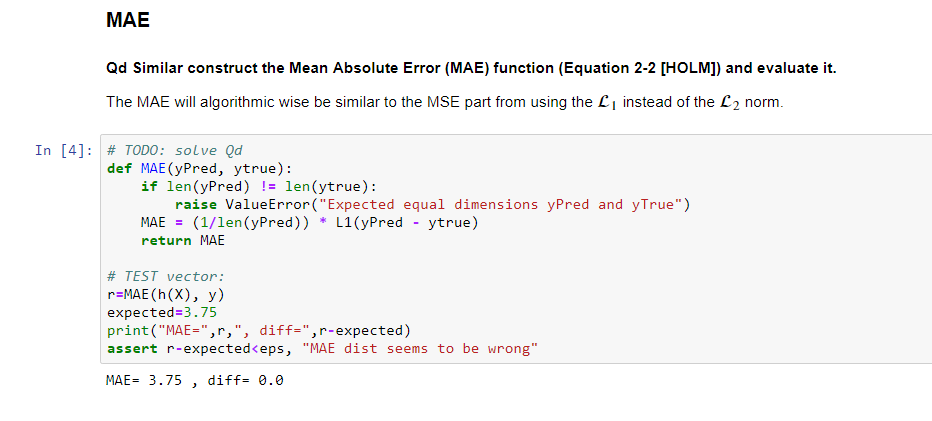 MAE
Qd Similar construct the Mean Absolute Error (MAE) function (Equation 2-2 [HOLM]) and evaluate it.
The MAE will algorithmic wise be similar to the MSE part from using the ℒ₁ instead of the ℒ₂ norm.
In [4]: # TODO: solve Qd
def MAE(yPred, ytrue):
    if len(yPred) != len(ytrue):
        raise ValueError("Expected equal dimensions yPred and yTrue")
    MAE = (1/len(yPred)) * L1(yPred - ytrue)
    return MAE
# TEST vector:
r=MAE(h(X), y)
expected=3.75
print("MAE=",r,", diff=",r-expected)
assert r-expected<eps, "MAE dist seems to be wrong"
MAE= 3.75 , diff= 0.0